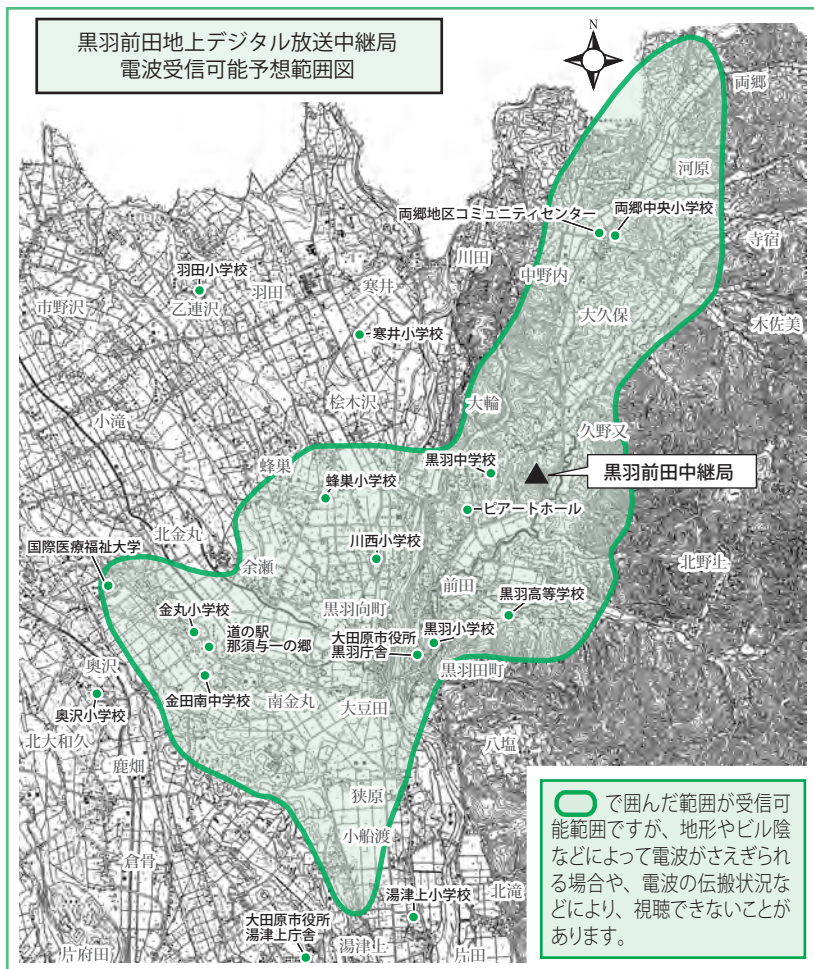 黒羽前田地上デジタル放送中継局
電波受信可能予想範囲図
N
両郷
河原
両郷地区コミュニティセンター
両郷中央小学校
寺宿
川田
中野内
羽田小学校
羽田
寒井
市野沢
乙連沢
大久保
木佐美
寒井小学校
桧木沢
大輪
小滝
久野又
蜂巣
黒羽中学校
黒羽前田中継局
蜂巣小学校
ピアートホール
北金丸
国際医療福祉大学
余瀬
川西小学校
北野上
前田
黒羽高等学校
金丸小学校
黒羽向町
道の駅
那須与一の郷
大田原市役所
黒羽庁舎
黒羽小学校
奥沢
黒羽田町
金田南中学校
奥沢小学校
南金丸
大豆田
北大和久
八塩
鹿畑
狭原
小船渡
倉骨
湯津上小学校
北滝
大田原市役所
湯津上庁舎
湯津上
片府田
片田
で囲んだ範囲が受信可
能範囲ですが、地形やビル陰
などによって電波がさえぎられ
る場合や、電波の伝搬状況な
どにより、視聴できないことが
あります。